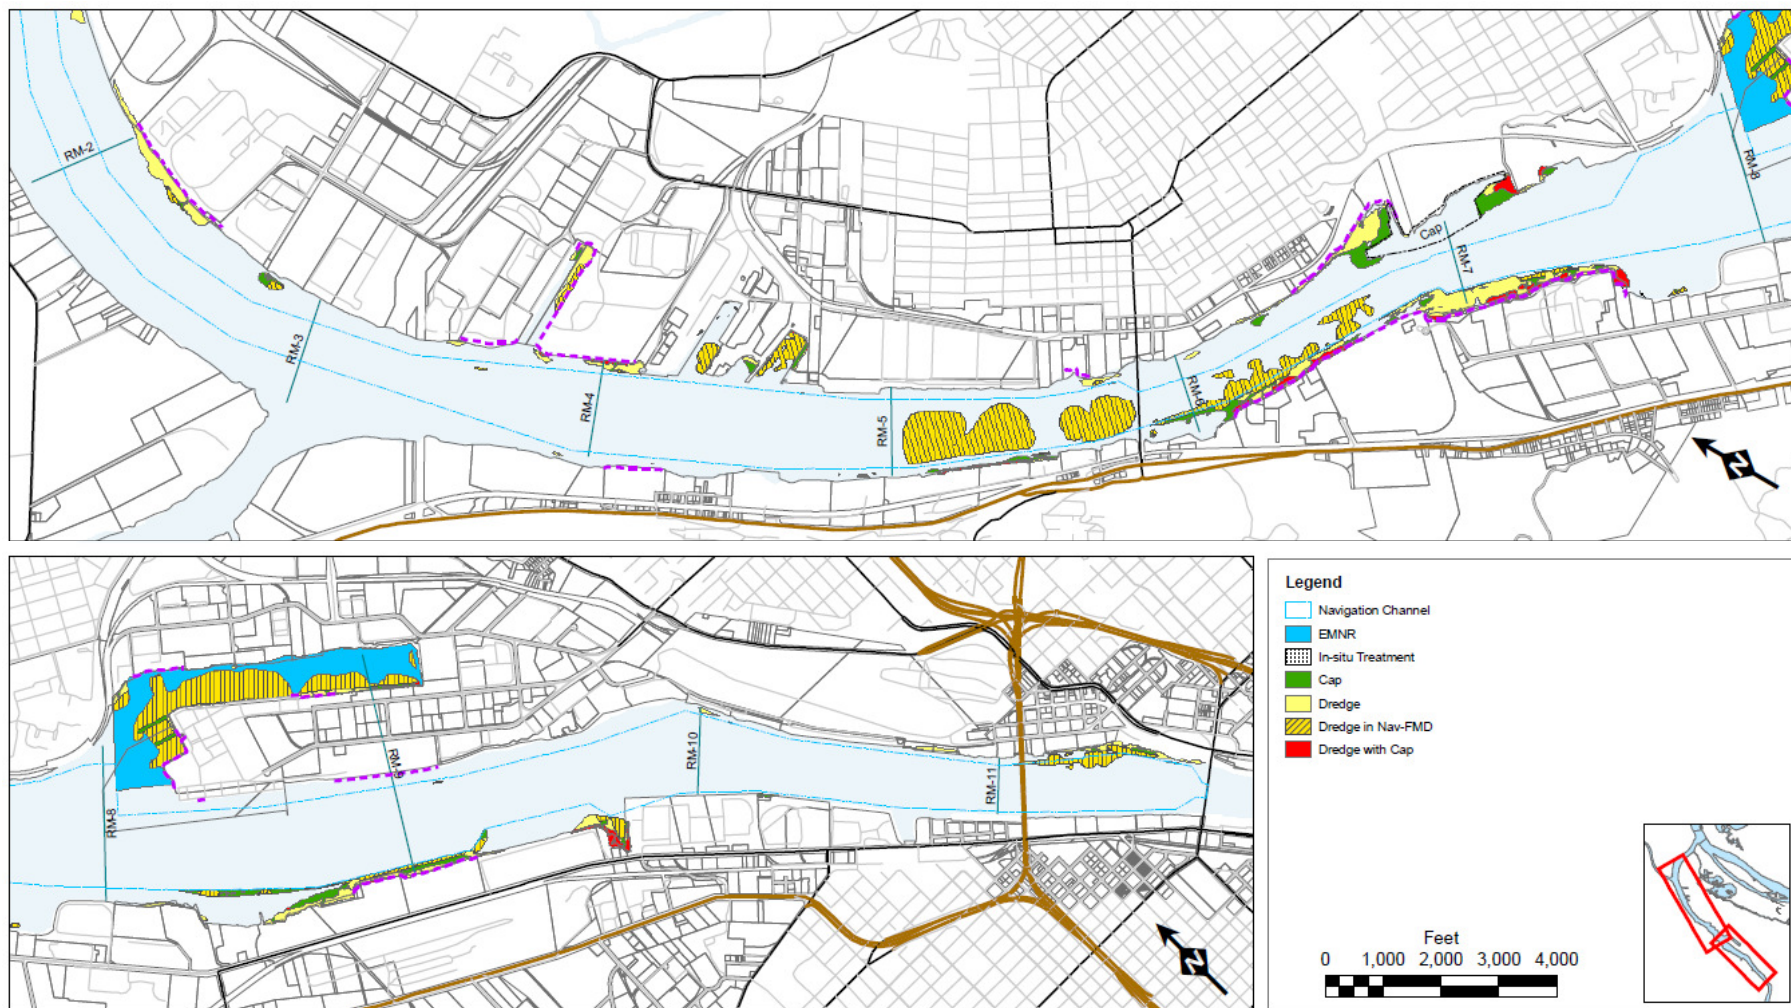 RM-2
RM-3
RM-4
RM-5
RM-6
Cap
RM-7
RM-8
N
RM-8
RM-9
RM-10
RM-11
N
Legend
Navigation Channel
EMNR
In-situ Treatment
Cap
Dredge
Dredge in Nav-FMD
Dredge with Cap
Feet
0 1,000 2,000 3,000 4,000